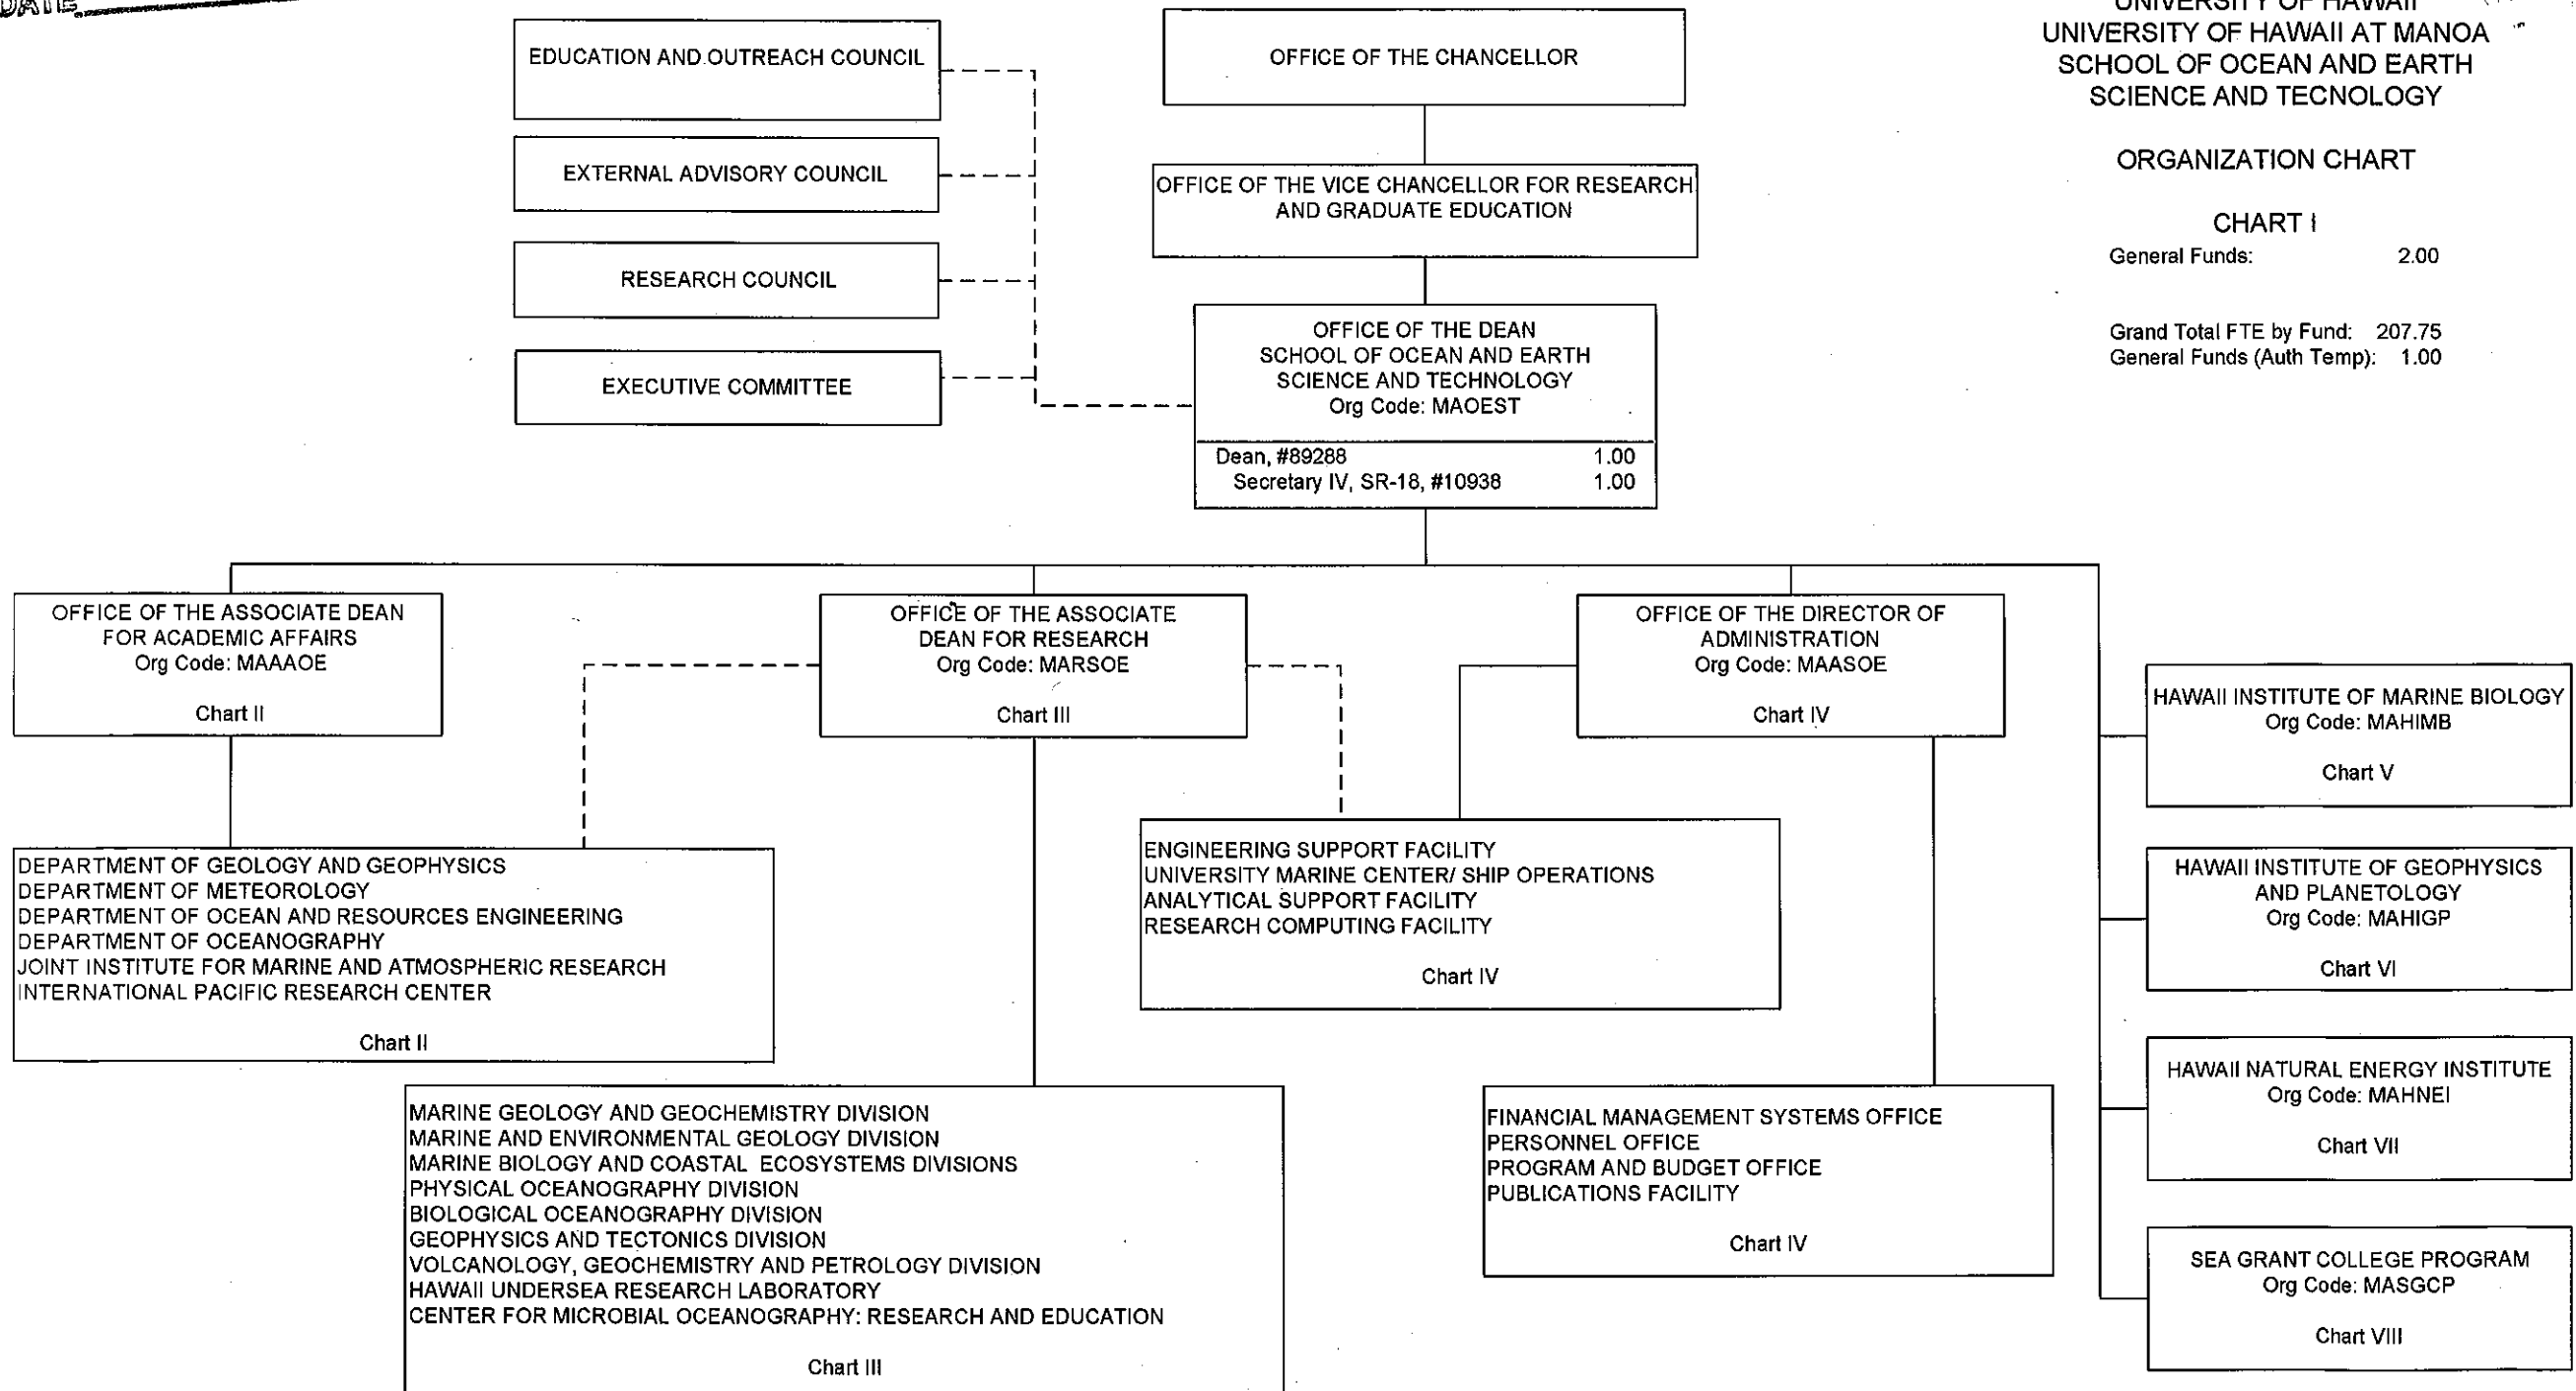 DATE
UNIVERSITY OF HAWAII
UNIVERSITY OF HAWAII AT MANOA
SCHOOL OF OCEAN AND EARTH
SCIENCE AND TECNOLOGY
ORGANIZATION CHART
CHART I
General Funds: 2.00
Grand Total FTE by Fund: 207.75
General Funds (Auth Temp): 1.00
EDUCATION AND OUTREACH COUNCIL
EXTERNAL ADVISORY COUNCIL
RESEARCH COUNCIL
EXECUTIVE COMMITTEE
OFFICE OF THE CHANCELLOR
OFFICE OF THE VICE CHANCELLOR FOR RESEARCH
AND GRADUATE EDUCATION
OFFICE OF THE DEAN
SCHOOL OF OCEAN AND EARTH
SCIENCE AND TECHNOLOGY
Org Code: MAOEST
Dean, #89288 1.00
Secretary IV, SR-18, #10938 1.00
OFFICE OF THE ASSOCIATE DEAN
FOR ACADEMIC AFFAIRS
Org Code: MAAAOE
Chart II
OFFICE OF THE ASSOCIATE
DEAN FOR RESEARCH
Org Code: MARSOE
Chart III
OFFICE OF THE DIRECTOR OF
ADMINISTRATION
Org Code: MAASOE
Chart IV
DEPARTMENT OF GEOLOGY AND GEOPHYSICS
DEPARTMENT OF METEOROLOGY
DEPARTMENT OF OCEAN AND RESOURCES ENGINEERING
DEPARTMENT OF OCEANOGRAPHY
JOINT INSTITUTE FOR MARINE AND ATMOSPHERIC RESEARCH
INTERNATIONAL PACIFIC RESEARCH CENTER
Chart II
ENGINEERING SUPPORT FACILITY
UNIVERSITY MARINE CENTER/ SHIP OPERATIONS
ANALYTICAL SUPPORT FACILITY
RESEARCH COMPUTING FACILITY
Chart IV
MARINE GEOLOGY AND GEOCHEMISTRY DIVISION
MARINE AND ENVIRONMENTAL GEOLOGY DIVISION
MARINE BIOLOGY AND COASTAL ECOSYSTEMS DIVISIONS
PHYSICAL OCEANOGRAPHY DIVISION
BIOLOGICAL OCEANOGRAPHY DIVISION
GEOPHYSICS AND TECTONICS DIVISION
VOLCANOLOGY, GEOCHEMISTRY AND PETROLOGY DIVISION
HAWAII UNDERSEA RESEARCH LABORATORY
CENTER FOR MICROBIAL OCEANOGRAPHY: RESEARCH AND EDUCATION
Chart III
FINANCIAL MANAGEMENT SYSTEMS OFFICE
PERSONNEL OFFICE
PROGRAM AND BUDGET OFFICE
PUBLICATIONS FACILITY
Chart IV
HAWAII INSTITUTE OF MARINE BIOLOGY
Org Code: MAHIMB
Chart V
HAWAII INSTITUTE OF GEOPHYSICS
AND PLANETOLOGY
Org Code: MAHIGP
Chart VI
HAWAII NATURAL ENERGY INSTITUTE
Org Code: MAHNEI
Chart VII
SEA GRANT COLLEGE PROGRAM
Org Code: MASGCP
Chart VIII